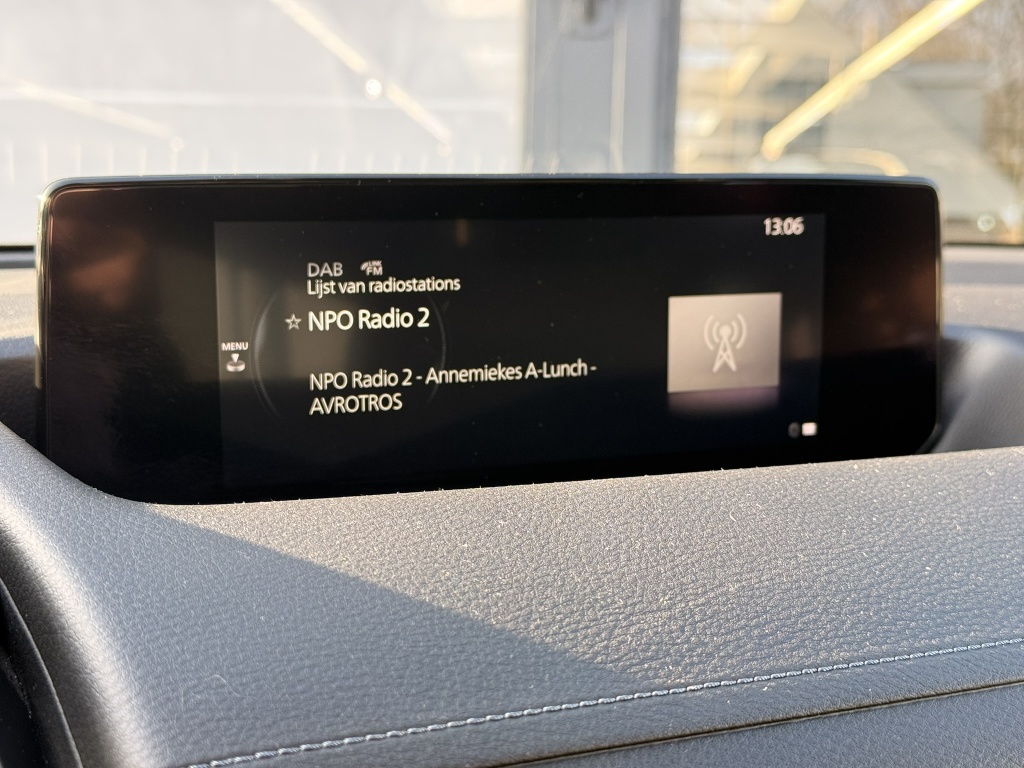 13:06
DAB LINK FM
Lijst van radiostations
☆ NPO Radio 2
MENU
NPO Radio 2 - Annemiekes A-Lunch -
AVROTROS